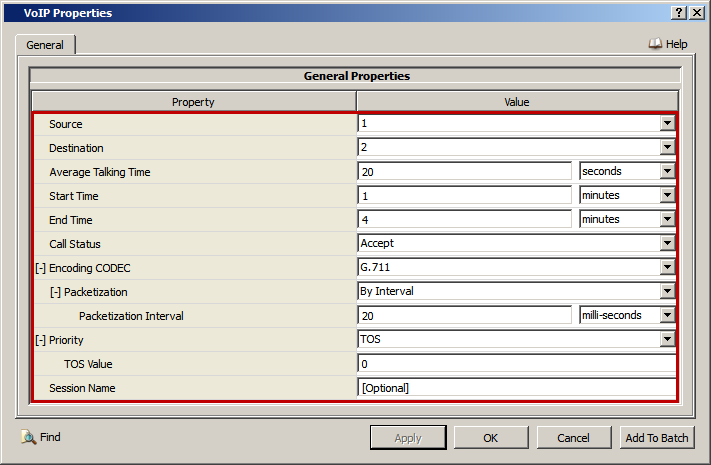 VoIP Properties
General
Help
General Properties
Property Value
Source 1
Destination 2
Average Talking Time 20 seconds
Start Time 1 minutes
End Time 4 minutes
Call Status Accept
[-] Encoding CODEC G.711
[-] Packetization By Interval
Packetization Interval 20 milli-seconds
[-] Priority TOS
TOS Value 0
Session Name [Optional]
Find Apply OK Cancel Add To Batch